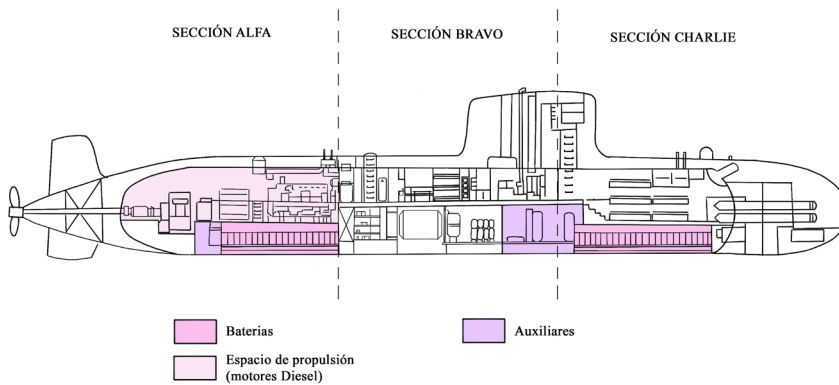 SECCIÓN ALFA
SECCIÓN BRAVO
SECCIÓN CHARLIE
Baterias
Auxiliares
Espacio de propulsión
(motores Diesel)